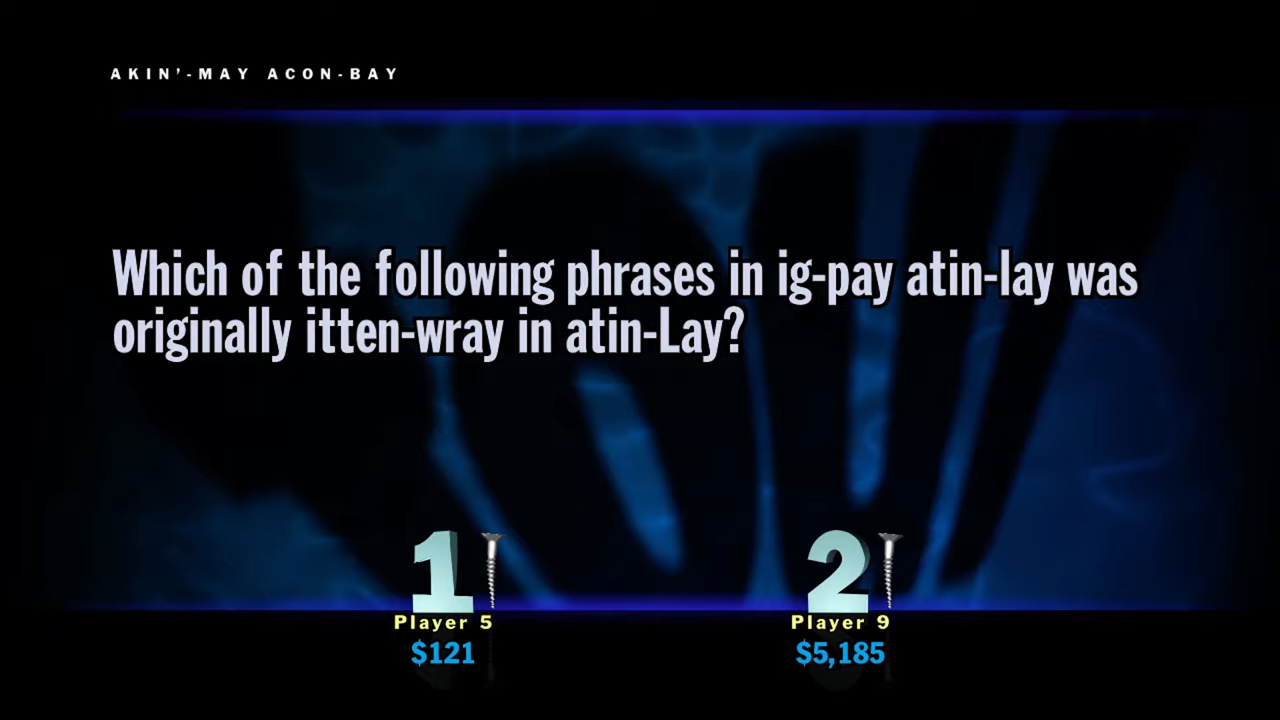 AKIN'-MAY ACON-BAY
Which of the following phrases in ig-pay atin-lay was
originally itten-wray in atin-Lay?
1 2
Player 5 Player 9
$121 $5,185